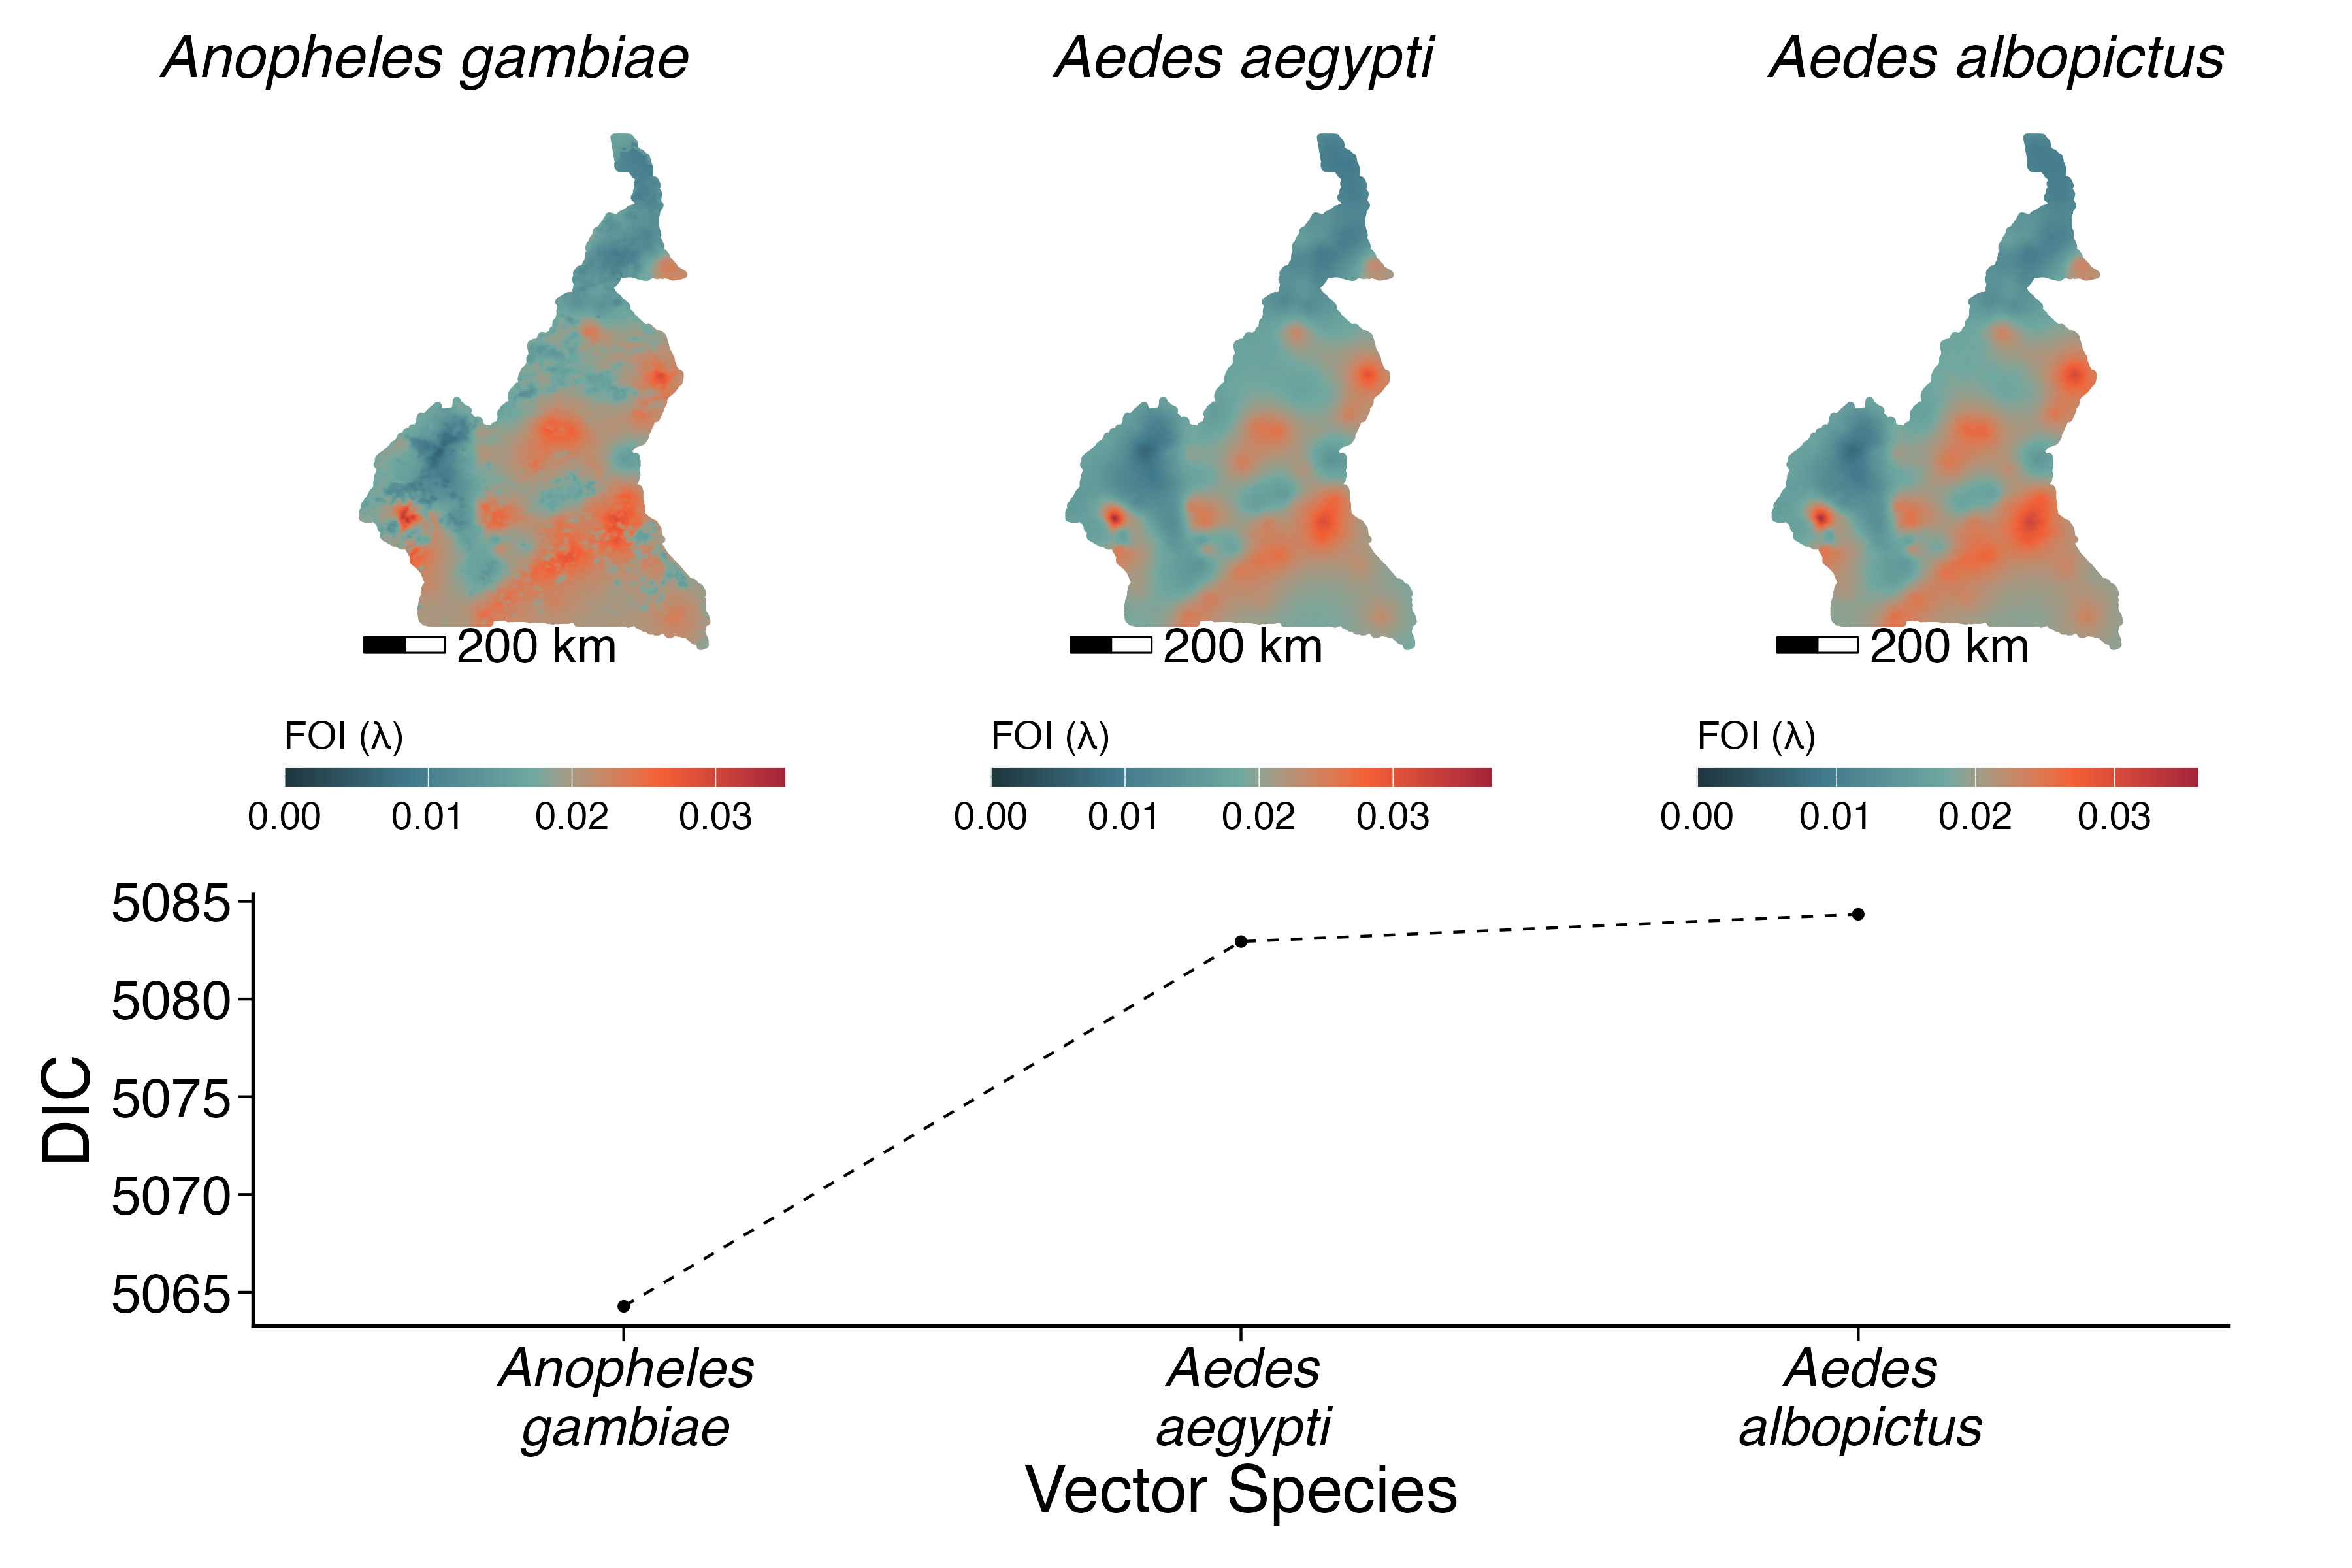 Anopheles gambiae
Aedes aegypti
Aedes albopictus
200 km
200 km
200 km
FOI (λ)
FOI (λ)
FOI (λ)
0.00 0.01 0.02 0.03
0.00 0.01 0.02 0.03
0.00 0.01 0.02 0.03
DIC
5085
5080
5075
5070
5065
Anopheles
gambiae
Aedes
aegypti
Aedes
albopictus
Vector Species